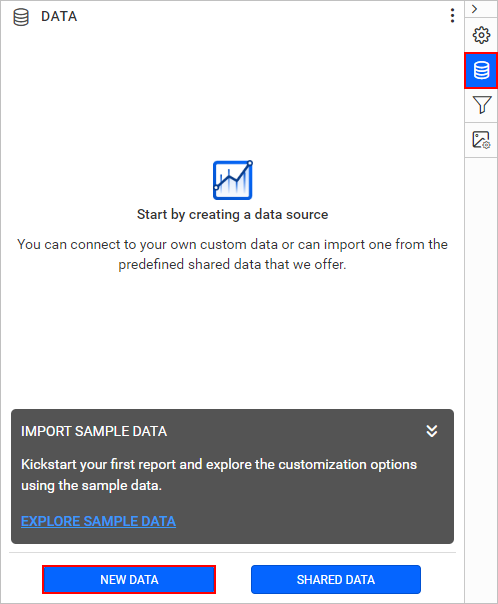 DATA
Start by creating a data source
You can connect to your own custom data or can import one from the
predefined shared data that we offer.
IMPORT SAMPLE DATA
Kickstart your first report and explore the customization options
using the sample data.
EXPLORE SAMPLE DATA
NEW DATA
SHARED DATA